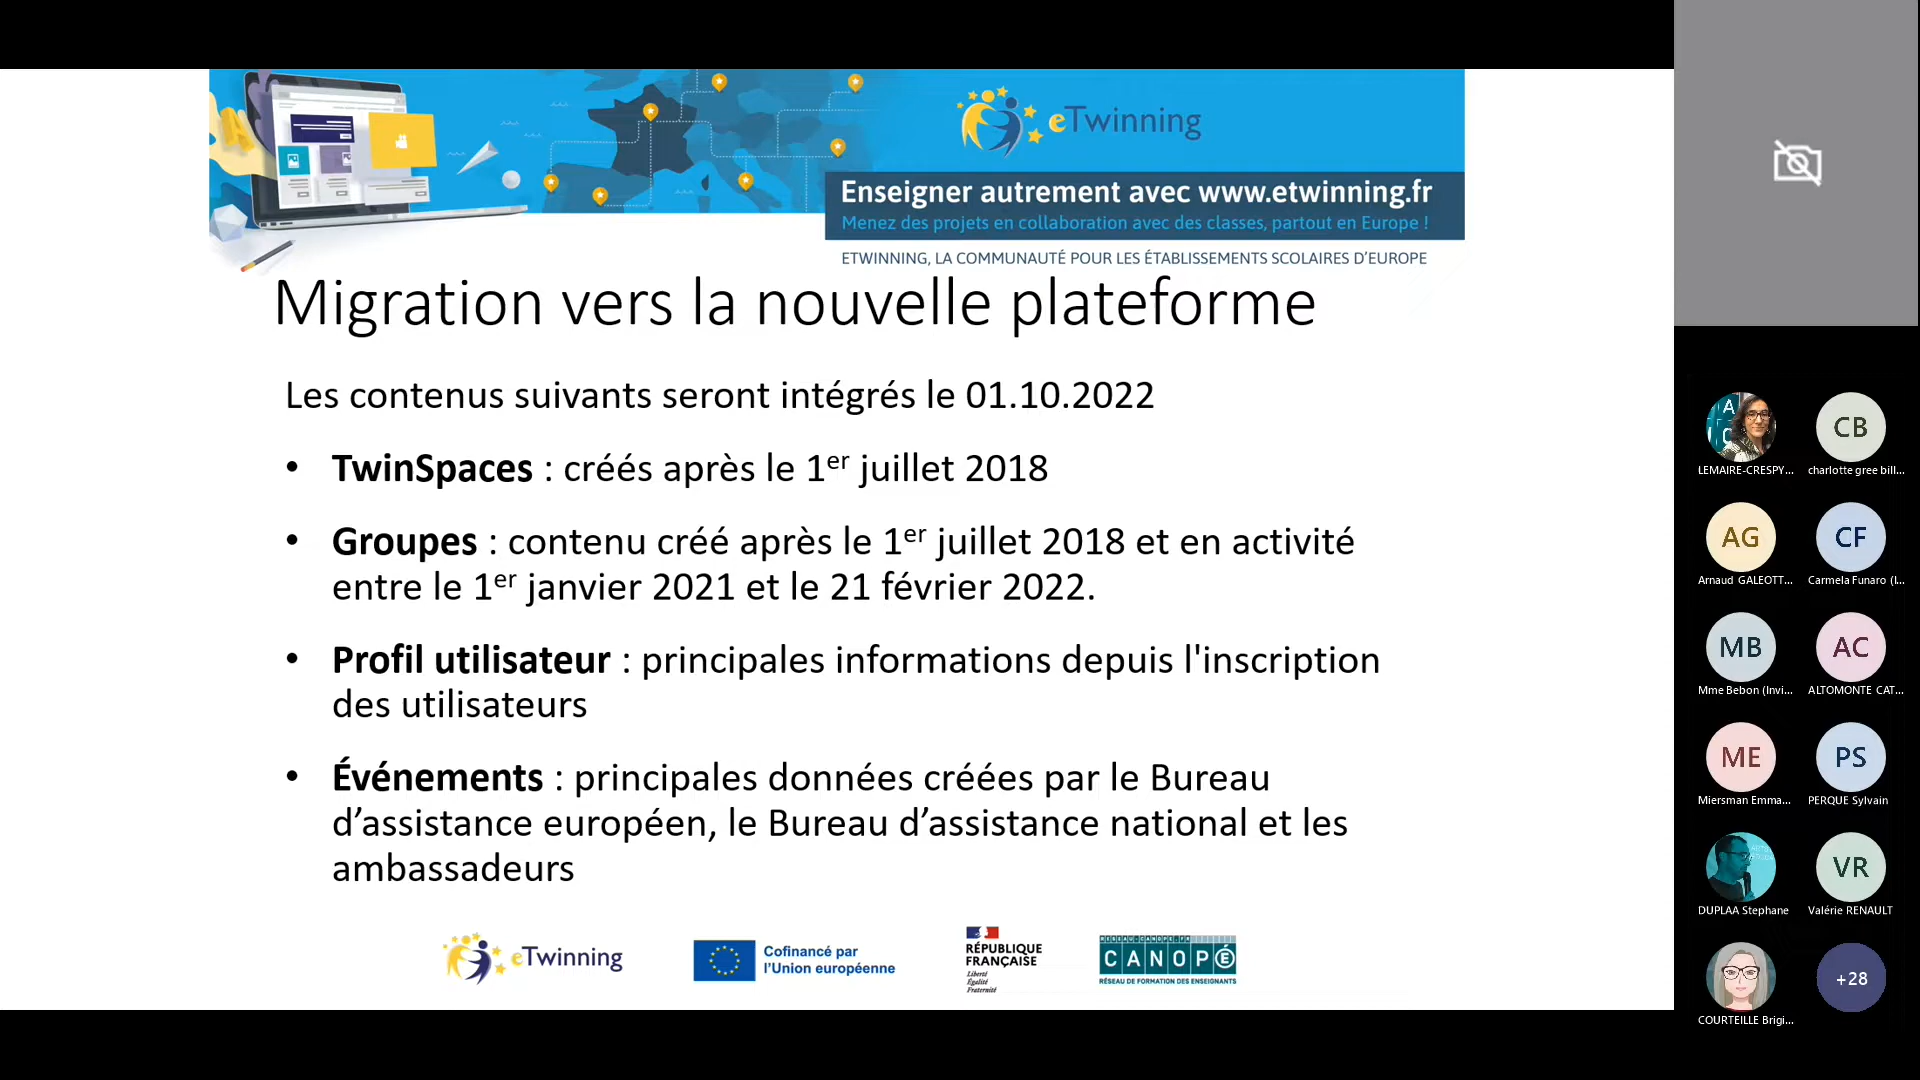 eTwinning
Enseigner autrement avec www.etwinning.fr
Menez des projets en collaboration avec des classes, partout en Europe !
ETWINNING, LA COMMUNAUTÉ POUR LES ÉTABLISSEMENTS SCOLAIRES D’EUROPE
Migration vers la nouvelle plateforme
Les contenus suivants seront intégrés le 01.10.2022
• TwinSpaces : créés après le 1er juillet 2018
• Groupes : contenu créé après le 1er juillet 2018 et en activité
entre le 1er janvier 2021 et le 21 février 2022.
• Profil utilisateur : principales informations depuis l'inscription
des utilisateurs
• Événements : principales données créées par le Bureau
d’assistance européen, le Bureau d’assistance national et les
ambassadeurs
eTwinning
Cofinancé par
l’Union européenne
RÉPUBLIQUE
FRANÇAISE
Liberté
Égalité
Fraternité
CANOPÉ
RÉSEAU DE FORMATION DES ENSEIGNANTS
LEMAIRE-CRESPY...
CB
charlotte gree bill...
AG
Arnaud GALEOTT...
CF
Carmela Funaro (I...
MB
Mme Bebon (Invi...
AC
ALTOMONTE CAT...
ME
Miersman Emma...
PS
PERQUE Sylvain
DUPLAA Stephane
VR
Valérie RENAULT
COURTEILLE Brigi...
+28